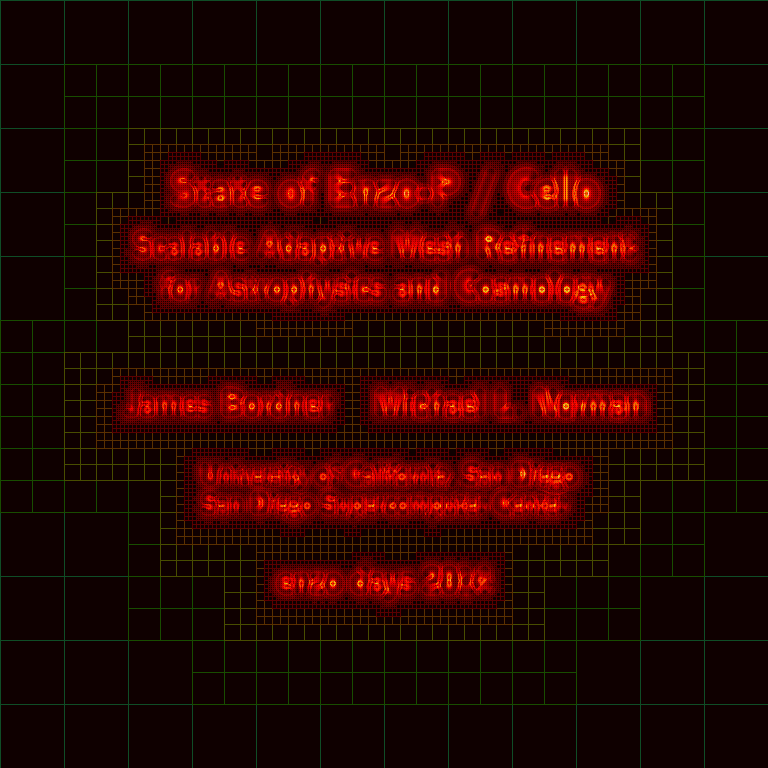 State of Enzo-P // Cello
Scalable Adaptive Mesh Refinement
for Astrophysics and Cosmology
James Bordner Michael L. Norman
University of California, San Diego
San Diego Supercomputer Center
enzo days